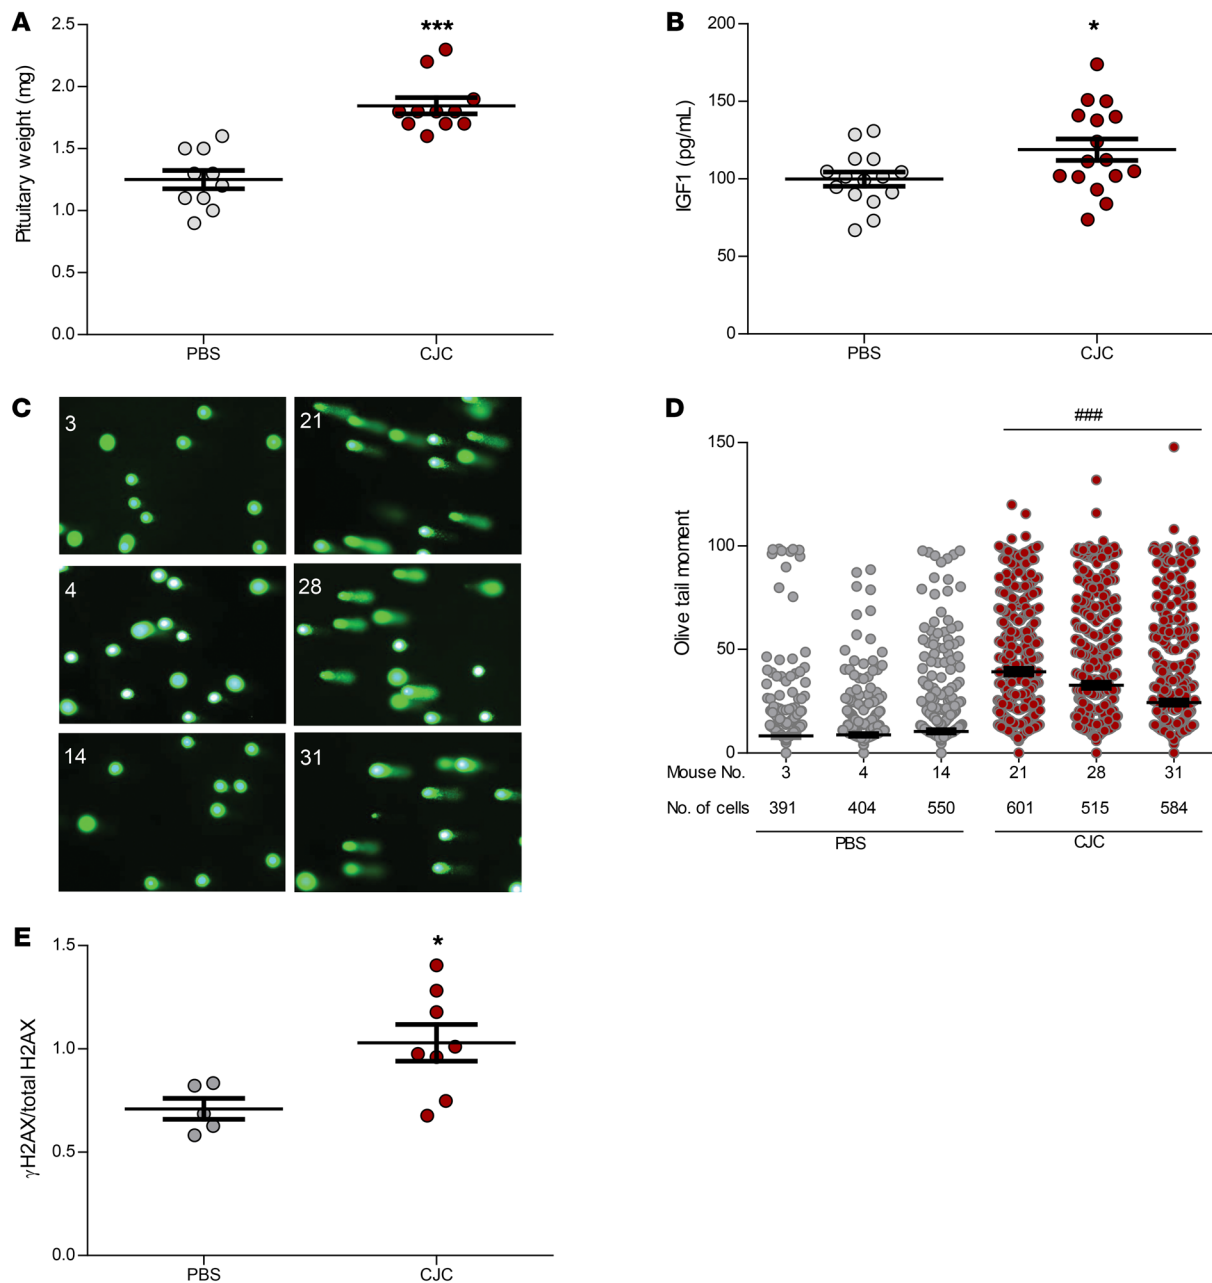 A
Pituitary weight (mg)
2.5
2.0
1.5
1.0
0.5
0.0
***
PBS
CJC
B
IGF1 (pg/mL)
200
150
100
50
0
*
PBS
CJC
C
3
21
4
28
14
31
D
Olive tail moment
###
150
100
50
0
Mouse No. 3 4 14 21 28 31
No. of cells 391 404 550 601 515 584
PBS CJC
E
γH2AX/total H2AX
1.5
1.0
0.5
0.0
*
PBS
CJC